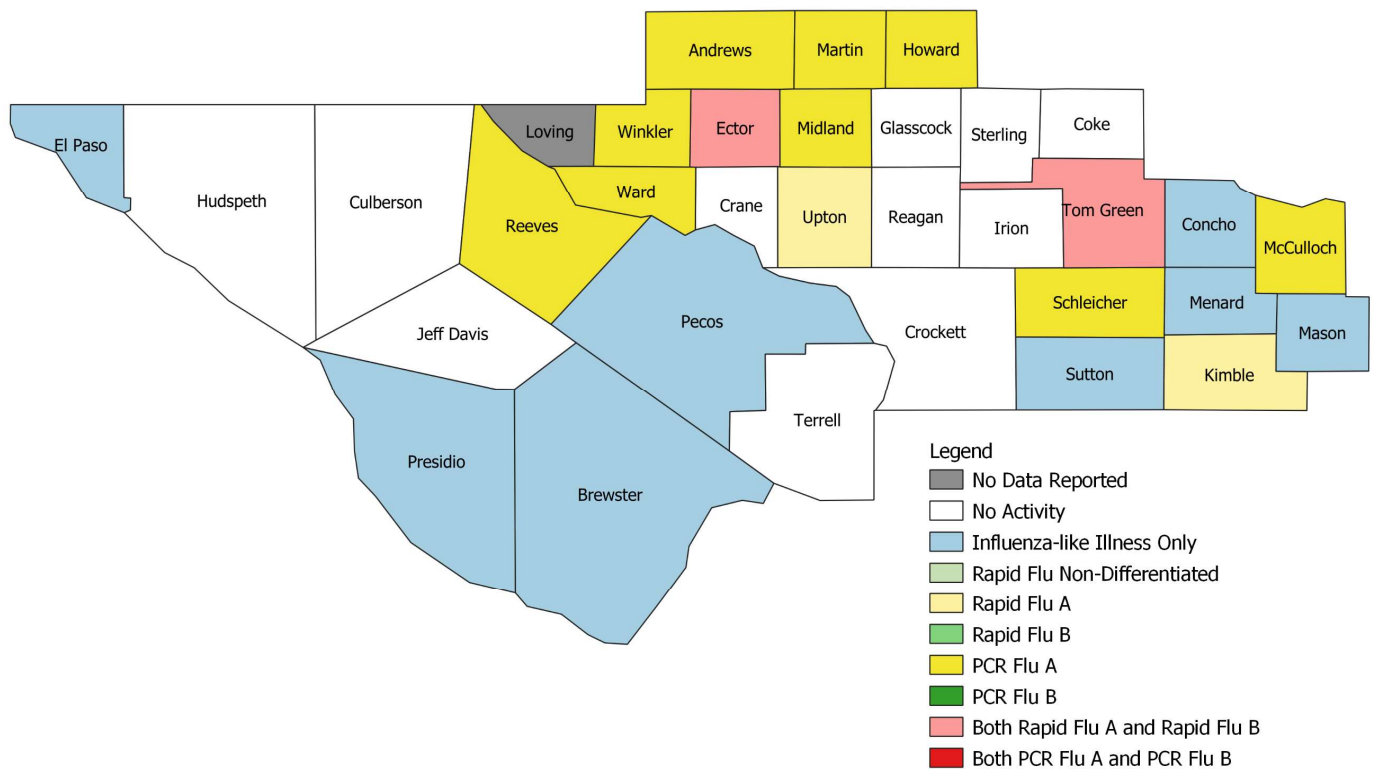 Andrews
Martin
Howard
El Paso
Loving
Winkler
Ector
Midland
Glasscock
Sterling
Coke
Hudspeth
Culberson
Reeves
Ward
Crane
Upton
Reagan
Irion
Tom Green
Concho
McCulloch
Jeff Davis
Pecos
Crockett
Schleicher
Menard
Mason
Sutton
Kimble
Terrell
Presidio
Brewster
Legend
No Data Reported
No Activity
Influenza-like Illness Only
Rapid Flu Non-Differentiated
Rapid Flu A
Rapid Flu B
PCR Flu A
PCR Flu B
Both Rapid Flu A and Rapid Flu B
Both PCR Flu A and PCR Flu B